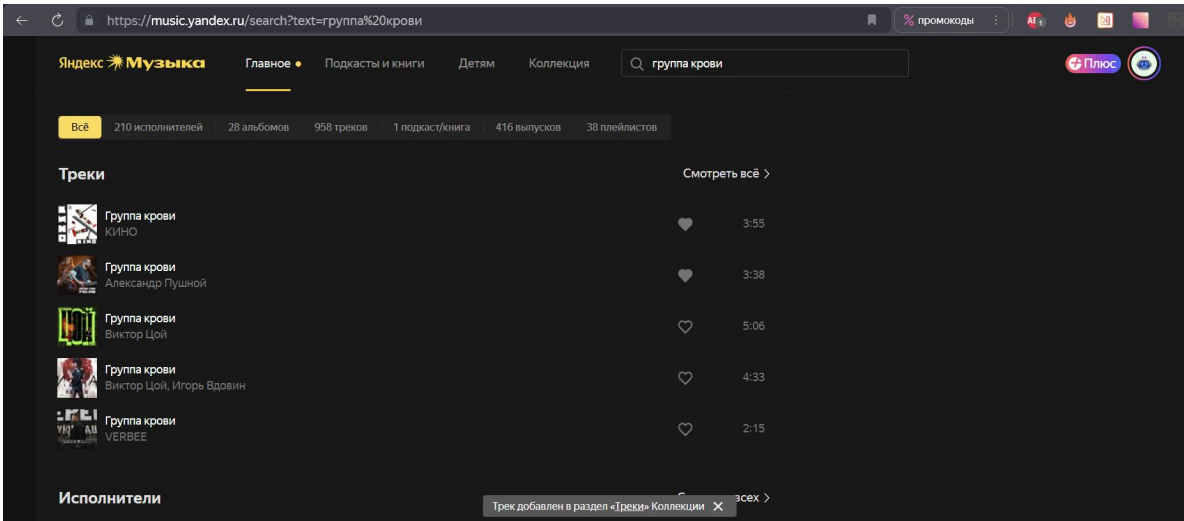 https://music.yandex.ru/search?text=группа%20крови
% промокоды
Яндекс Музыка Главное Подкасты и книги Детям Коллекция группа крови Плюс
Всё 210 исполнителей 28 альбомов 958 треков 1 подкаст/книга 416 выпусков 38 плейлистов
Треки Смотреть всё >
Группа крови
КИНО 3:55
Группа крови
Александр Пушной 3:38
Группа крови
Виктор Цой 5:06
Группа крови
Виктор Цой, Игорь Вдовин 4:33
Группа крови
VERBEE 2:15
Исполнители всех >
Трек добавлен в раздел «Треки» Коллекции